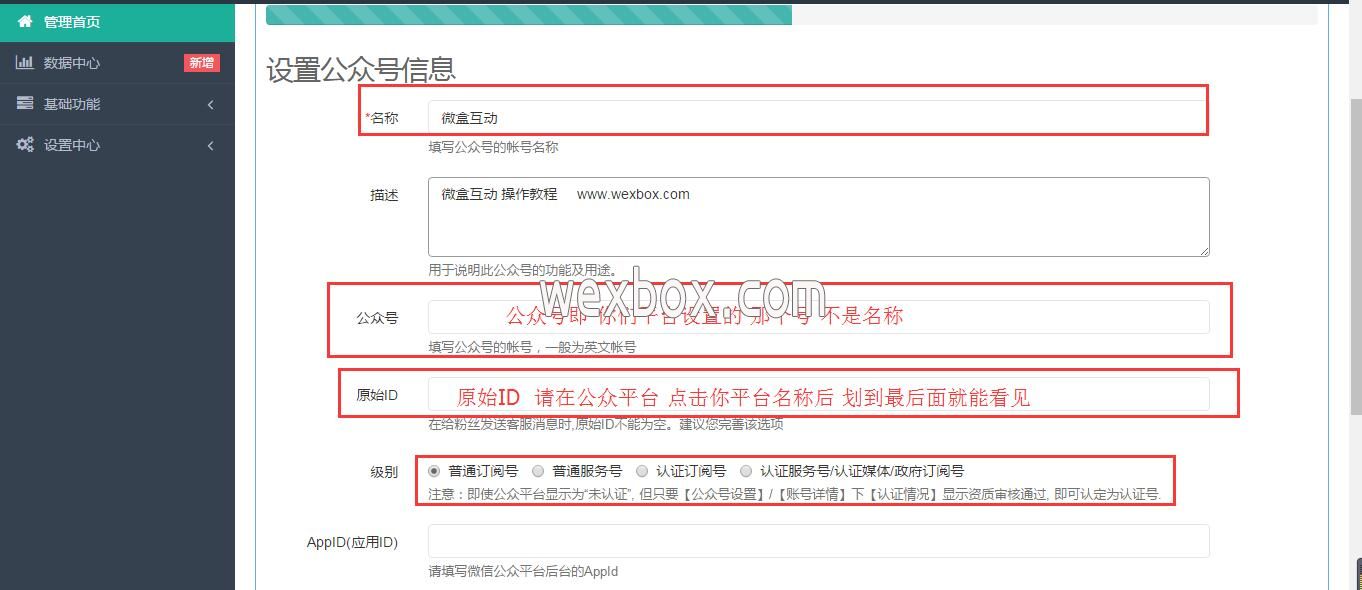 管理首页
数据中心 新增
基础功能
设置中心
设置公众号信息
*名称 微盒互动
填写公众号的帐号名称
描述 微盒互动 操作教程 www.wexbox.com
用于说明此公众号的功能及用途。
wexbox.com
公众号 公众号即 你们平台设置的 那个号 不是名称
填写公众号的帐号，一般为英文帐号
原始ID 原始ID 请在公众平台 点击你平台名称后 划到最后面就能看见
在给粉丝发送客服消息时,原始ID不能为空。建议您完善该选项
级别 普通订阅号 普通服务号 认证订阅号 认证服务号/认证媒体/政府订阅号
注意：即使公众平台显示为“未认证”, 但只要【公众号设置】/【账号详情】下【认证情况】显示资质审核通过, 即可认定为认证号.
AppID(应用ID)
请填写微信公众平台后台的AppId